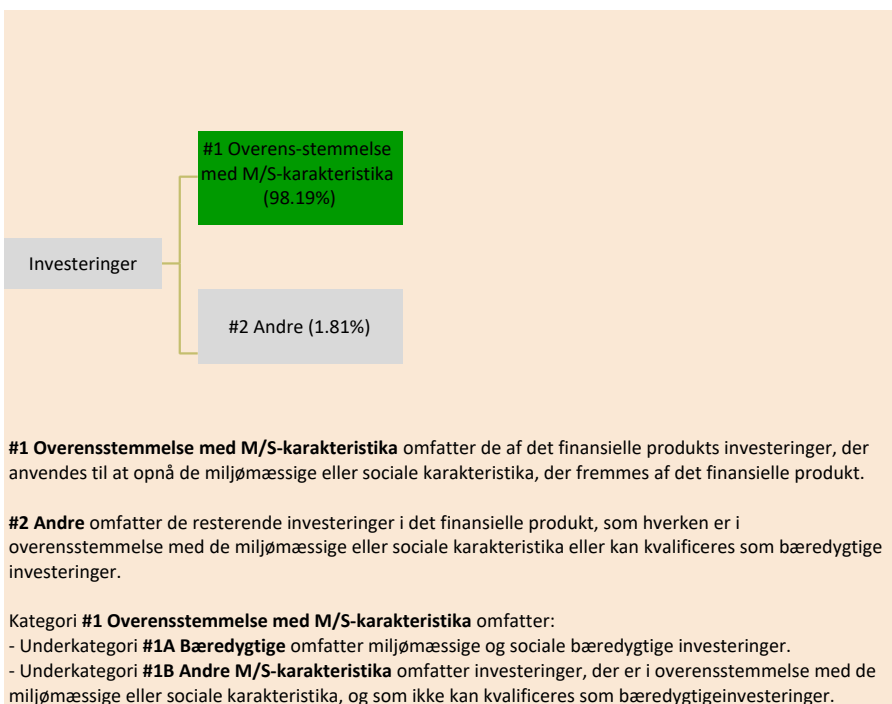 #1 Overens-stemmelse
med M/S-karakteristika
(98.19%)
Investeringer
#2 Andre (1.81%)
#1 Overensstemmelse med M/S-karakteristika omfatter de af det finansielle produkts investeringer, der
anvendes til at opnå de miljømæssige eller sociale karakteristika, der fremmes af det finansielle produkt.
#2 Andre omfatter de resterende investeringer i det finansielle produkt, som hverken er i
overensstemmelse med de miljømæssige eller sociale karakteristika eller kan kvalificeres som bæredygtige
investeringer.
Kategori #1 Overensstemmelse med M/S-karakteristika omfatter:
- Underkategori #1A Bæredygtige omfatter miljømæssige og sociale bæredygtige investeringer.
- Underkategori #1B Andre M/S-karakteristika omfatter investeringer, der er i overensstemmelse med de
miljømæssige eller sociale karakteristika, og som ikke kan kvalificeres som bæredygtigeinvesteringer.